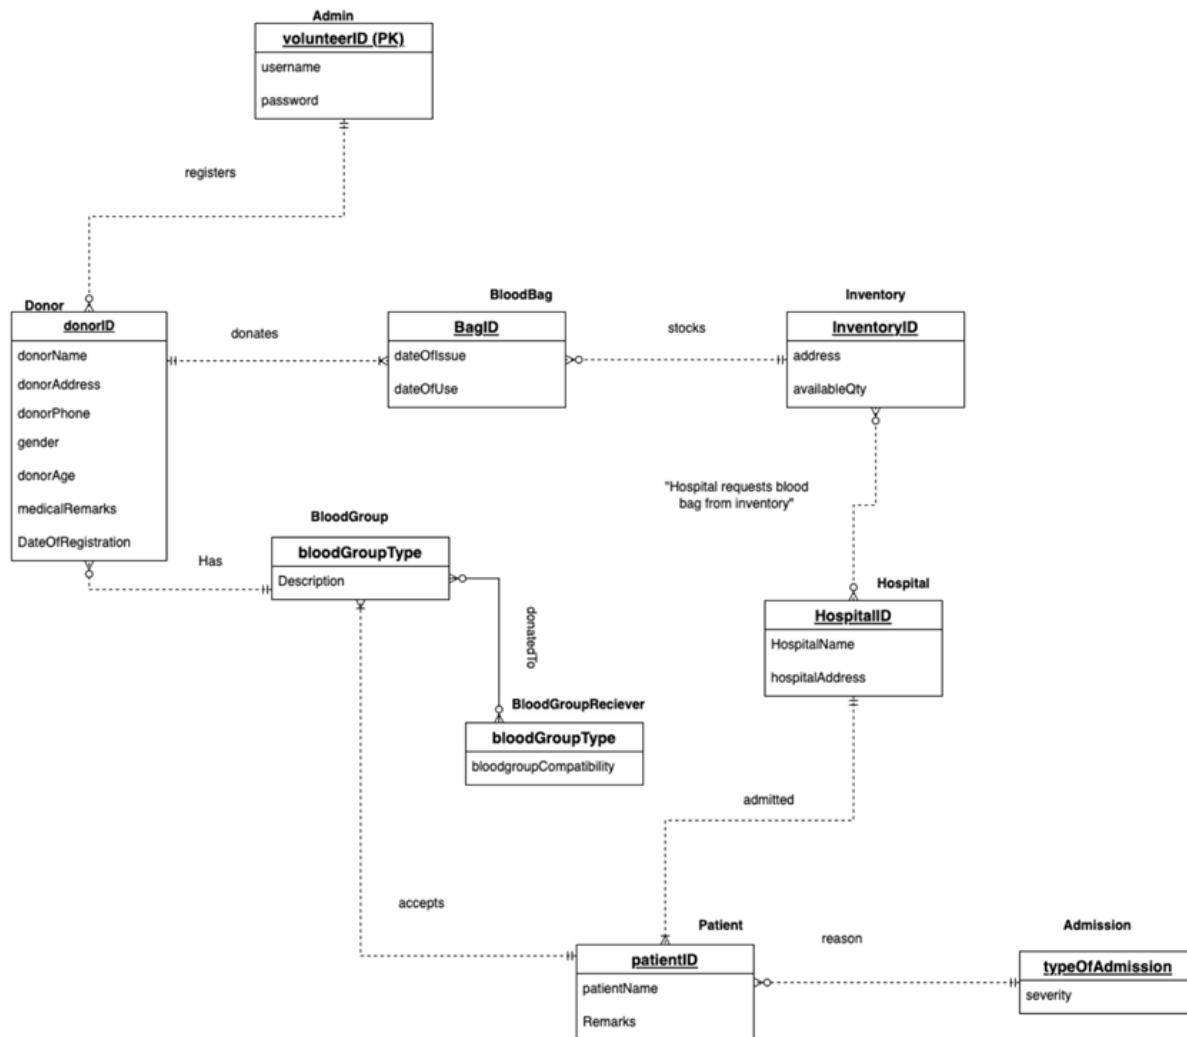 Admin
volunteerID (PK)
username
password
registers
Donor
donorID
donorName
donorAddress
donorPhone
gender
donorAge
medicalRemarks
DateOfRegistration
donates
BloodBag
BagID
dateOfIssue
dateOfUse
stocks
Inventory
InventoryID
address
availableQty
"Hospital requests blood
bag from inventory"
Has
BloodGroup
bloodGroupType
Description
donatedTo
BloodGroupReciever
bloodGroupType
bloodgroupCompatibility
Hospital
HospitalID
HospitalName
hospitalAddress
admitted
accepts
Patient
patientID
patientName
Remarks
reason
Admission
typeOfAdmission
severity